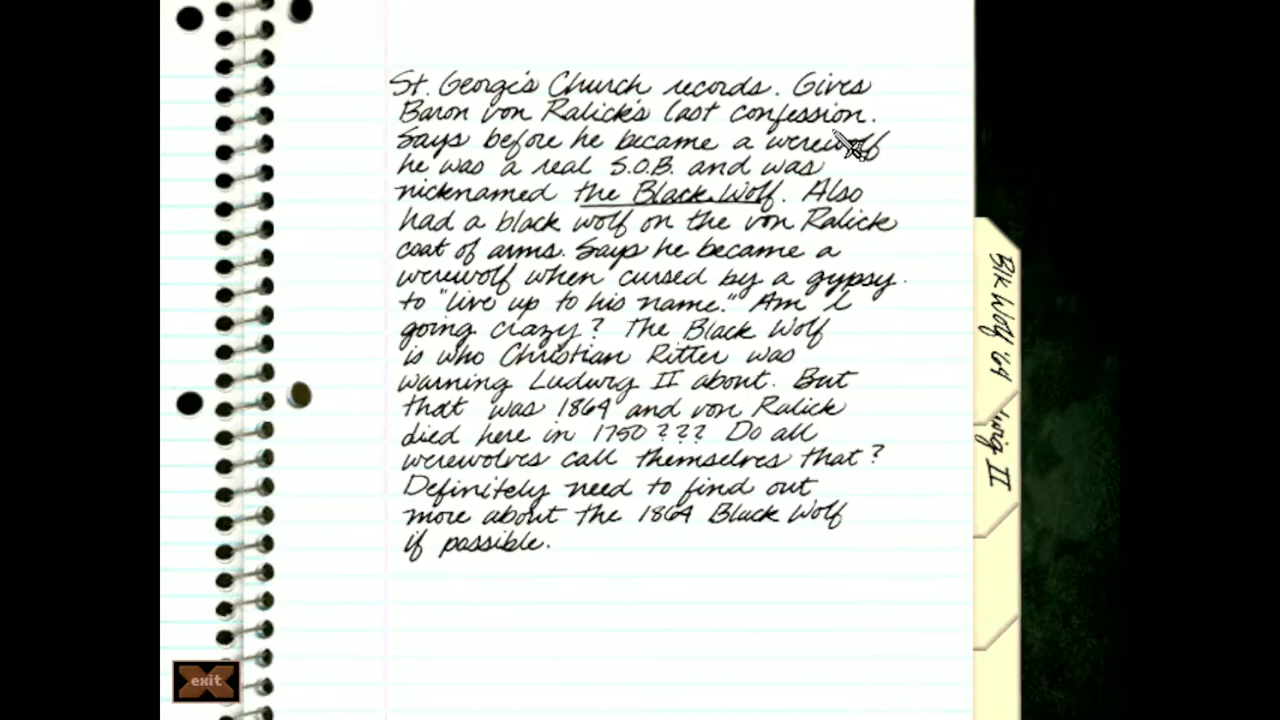 St. George's Church records. Gives
Baron von Ralick's last confession.
Says before he became a werewolf
he was a real S.O.B. and was
nicknamed the Black Wolf. Also
had a black wolf on the von Ralick
coat of arms. Says he became a
werewolf when cursed by a gypsy
to "live up to his name." Am I
going crazy? The Black Wolf
is who Christian Ritter was
warning Ludwig II about. But
that was 1864 and von Ralick
died here in 1750??? Do all
werewolves call themselves that?
Definitely need to find out
more about the 1864 Black Wolf
if possible.
Blk Wolf '64
wig II
exit